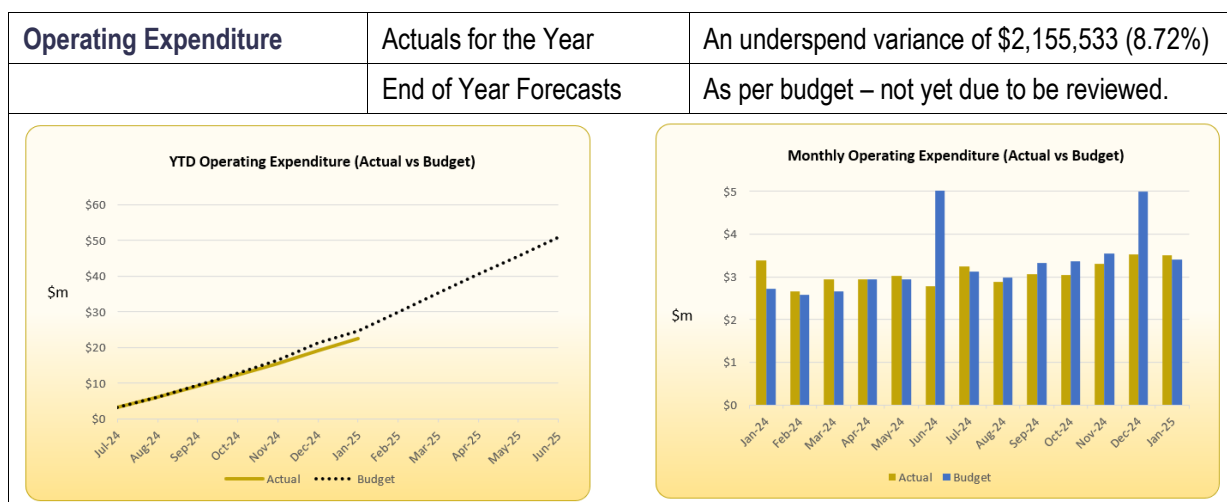 Operating Expenditure
Actuals for the Year
An underspend variance of $2,155,533 (8.72%)
End of Year Forecasts
As per budget – not yet due to be reviewed.
YTD Operating Expenditure (Actual vs Budget)
$60
$50
$40
$m
$30
$20
$10
$0
Jul-24
Aug-24
Sep-24
Oct-24
Nov-24
Dec-24
Jan-25
Feb-25
Mar-25
Apr-25
May-25
Jun-25
Actual
Budget
Monthly Operating Expenditure (Actual vs Budget)
$5
$4
$3
$m
$2
$1
$0
Jan-24
Feb-24
Mar-24
Apr-24
May-24
Jun-24
Jul-24
Aug-24
Sep-24
Oct-24
Nov-24
Dec-24
Jan-25
Actual
Budget